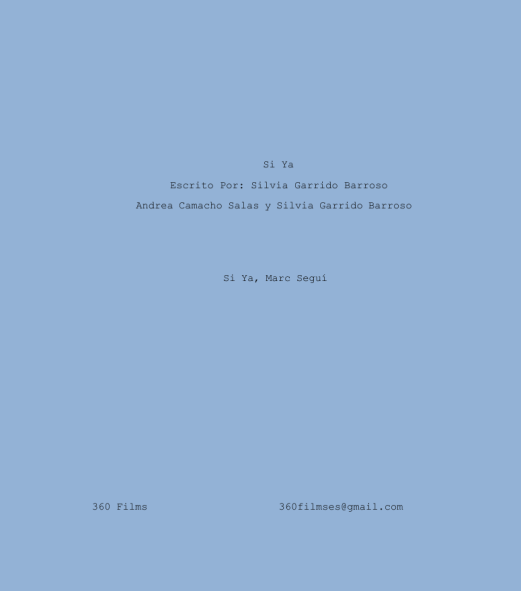 Si Ya
Escrito Por: Silvia Garrido Barroso
Andrea Camacho Salas y Silvia Garrido Barroso
Si Ya, Marc Seguí
360 Films
360filmses@gmail.com